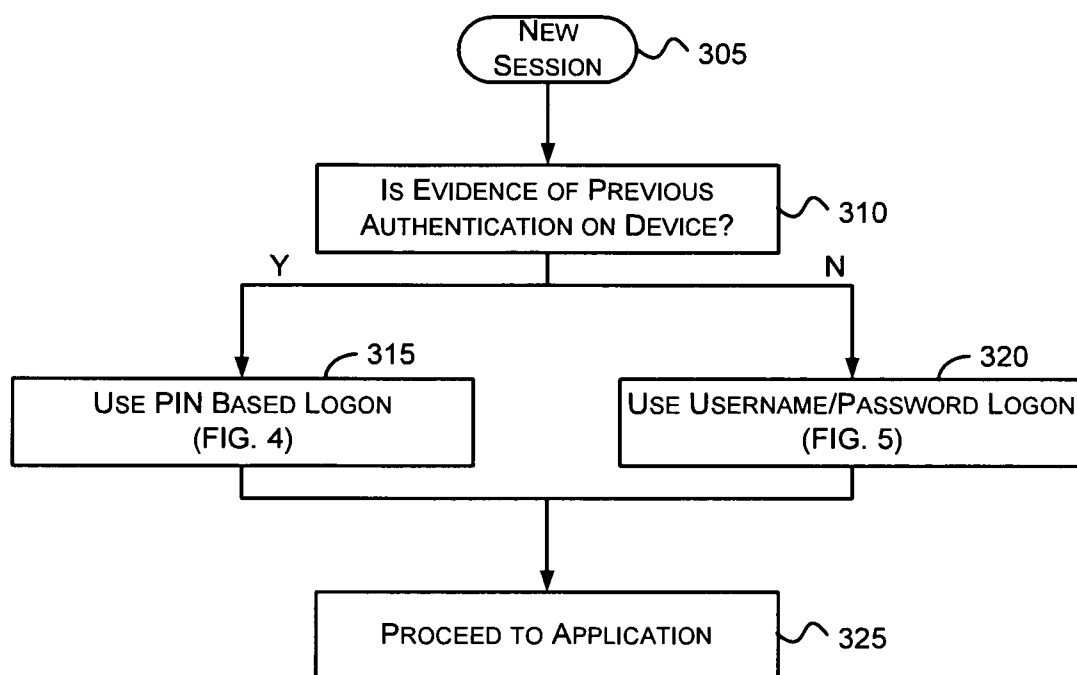 NEW
SESSION
305
IS EVIDENCE OF PREVIOUS
AUTHENTICATION ON DEVICE?
310
Y
N
315
USE PIN BASED LOGON
(FIG. 4)
320
USE USERNAME/PASSWORD LOGON
(FIG. 5)
PROCEED TO APPLICATION
325